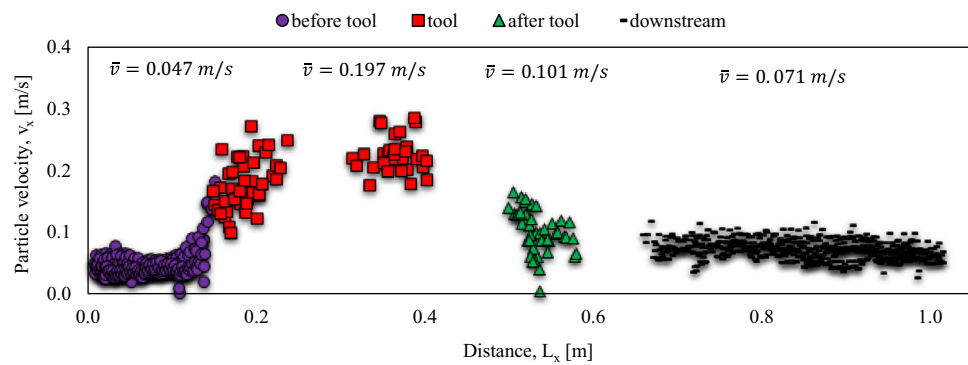 before tool tool after tool downstream
v̄ = 0.047 m/s v̄ = 0.197 m/s v̄ = 0.101 m/s v̄ = 0.071 m/s
Particle velocity, vₓ [m/s]
0.4
0.3
0.2
0.1
0.0
0.0 0.2 0.4 0.6 0.8 1.0
Distance, Lₓ [m]